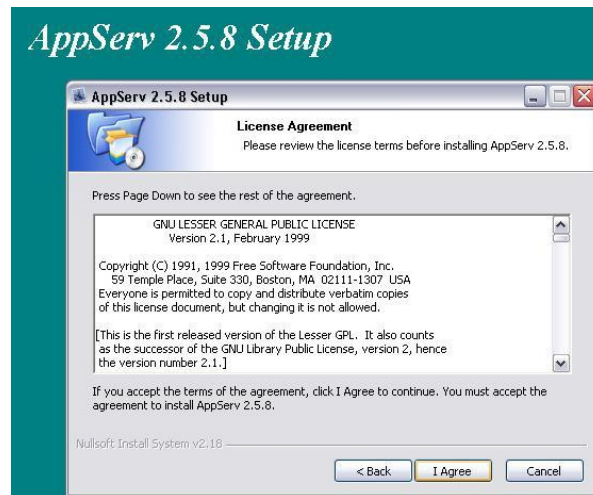 AppServ 2.5.8 Setup
AppServ 2.5.8 Setup
License Agreement
Please review the license terms before installing AppServ 2.5.8.
Press Page Down to see the rest of the agreement.
GNU LESSER GENERAL PUBLIC LICENSE
Version 2.1, February 1999
Copyright (C) 1991, 1999 Free Software Foundation, Inc.
59 Temple Place, Suite 330, Boston, MA 02111-1307 USA
Everyone is permitted to copy and distribute verbatim copies
of this license document, but changing it is not allowed.
[This is the first released version of the Lesser GPL. It also counts
as the successor of the GNU Library Public License, version 2, hence
the version number 2.1.]
If you accept the terms of the agreement, click I Agree to continue. You must accept the
agreement to install AppServ 2.5.8.
Nullsoft Install System v2.18
< Back I Agree Cancel